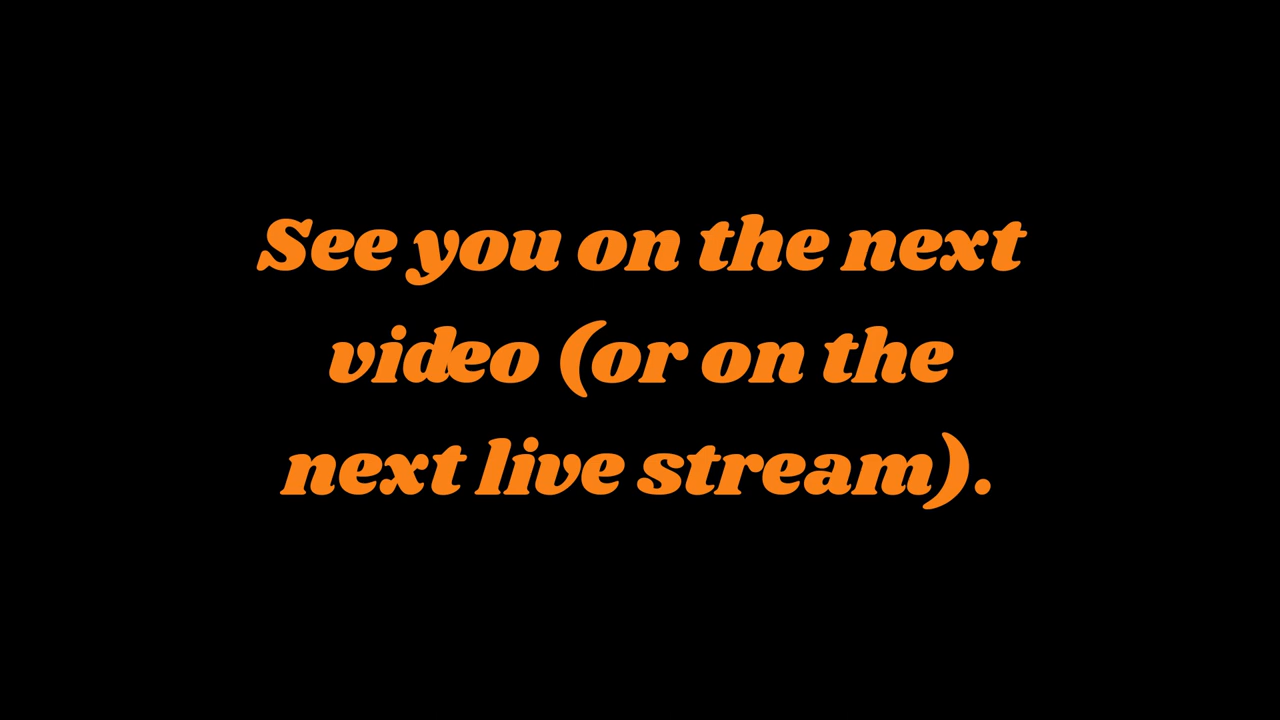 See you on the next
video (or on the
next live stream).